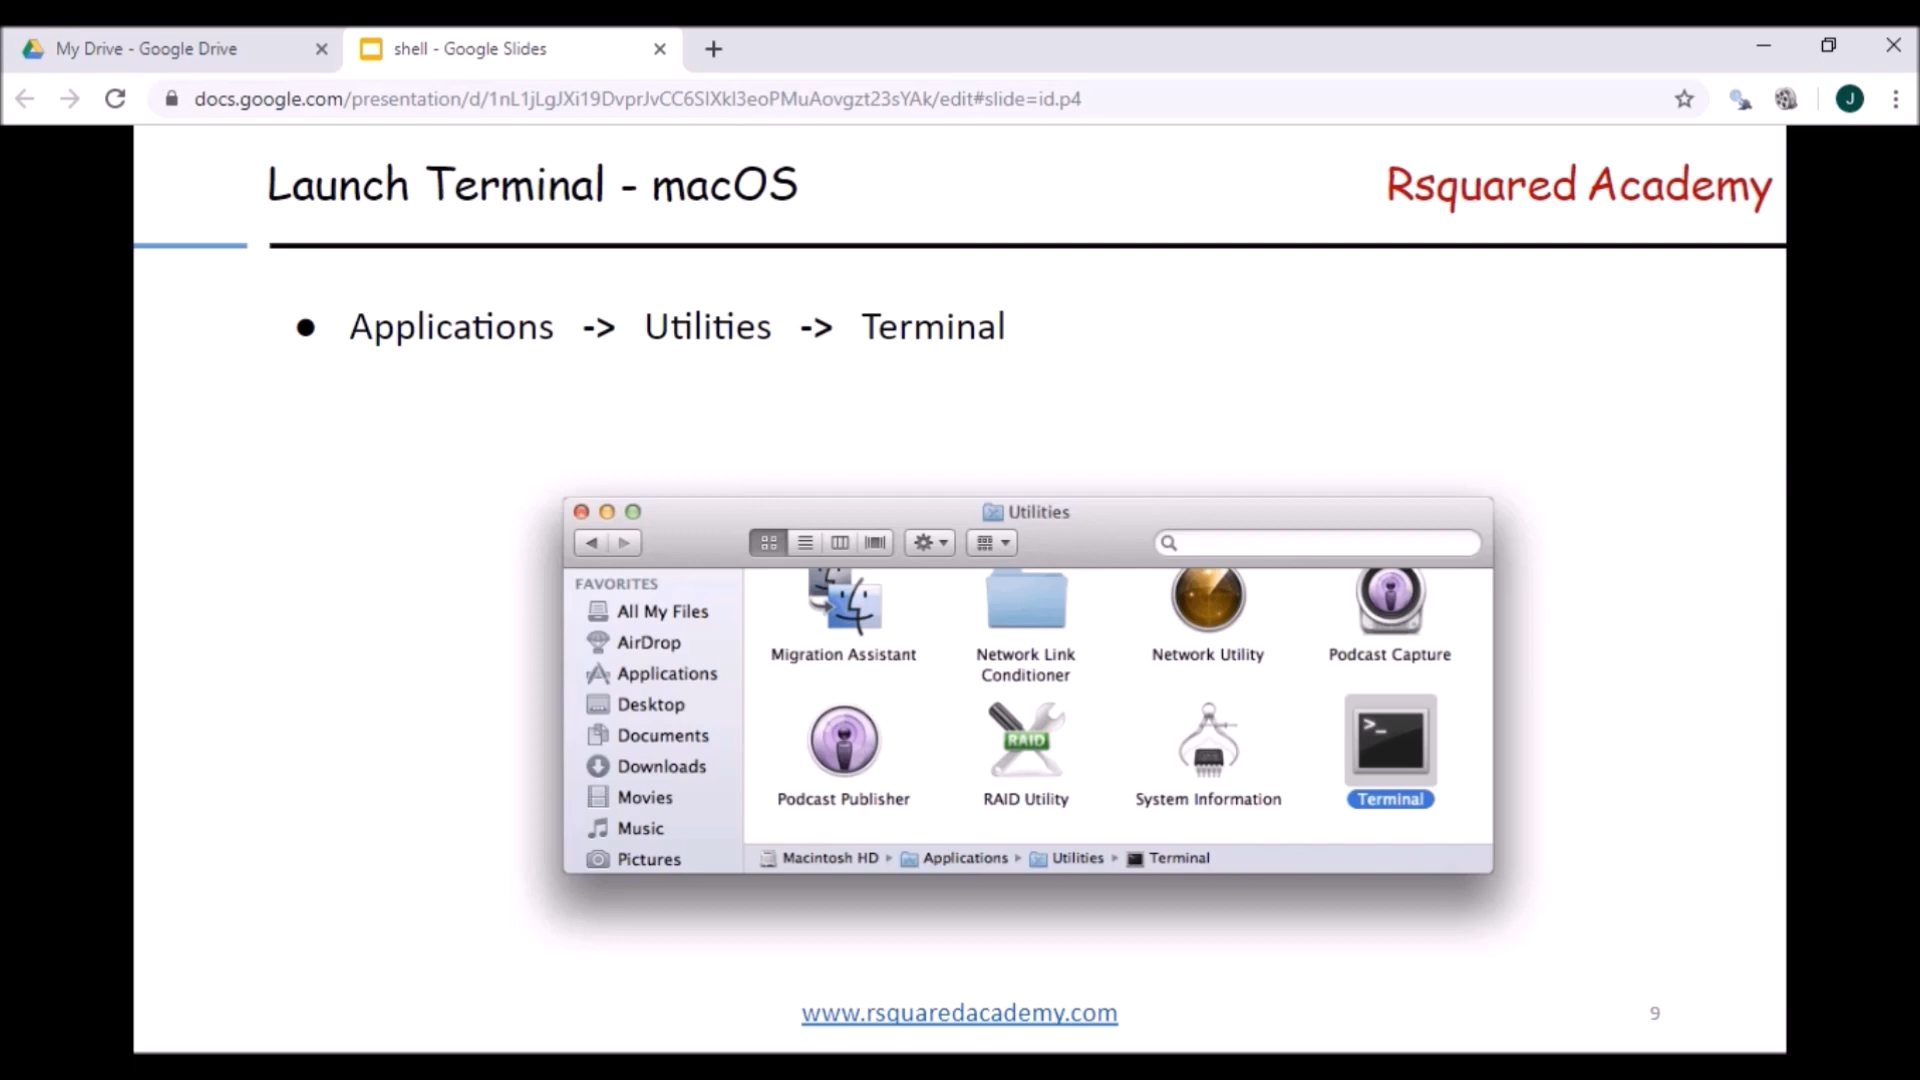 My Drive - Google Drive
shell - Google Slides
docs.google.com/presentation/d/1nL1jLgJXi19DvprJvCC6SIXkl3eoPMuAovgzt23sYAk/edit#slide=id.p4
J
Launch Terminal - macOS
Rsquared Academy
● Applications -> Utilities -> Terminal
Utilities
FAVORITES
All My Files
AirDrop
Applications
Desktop
Documents
Downloads
Movies
Music
Pictures
Migration Assistant
Network Link
Conditioner
Network Utility
Podcast Capture
Podcast Publisher
RAID
RAID Utility
System Information
>_
Terminal
Macintosh HD ▸ Applications ▸ Utilities ▸ Terminal
www.rsquaredacademy.com
9